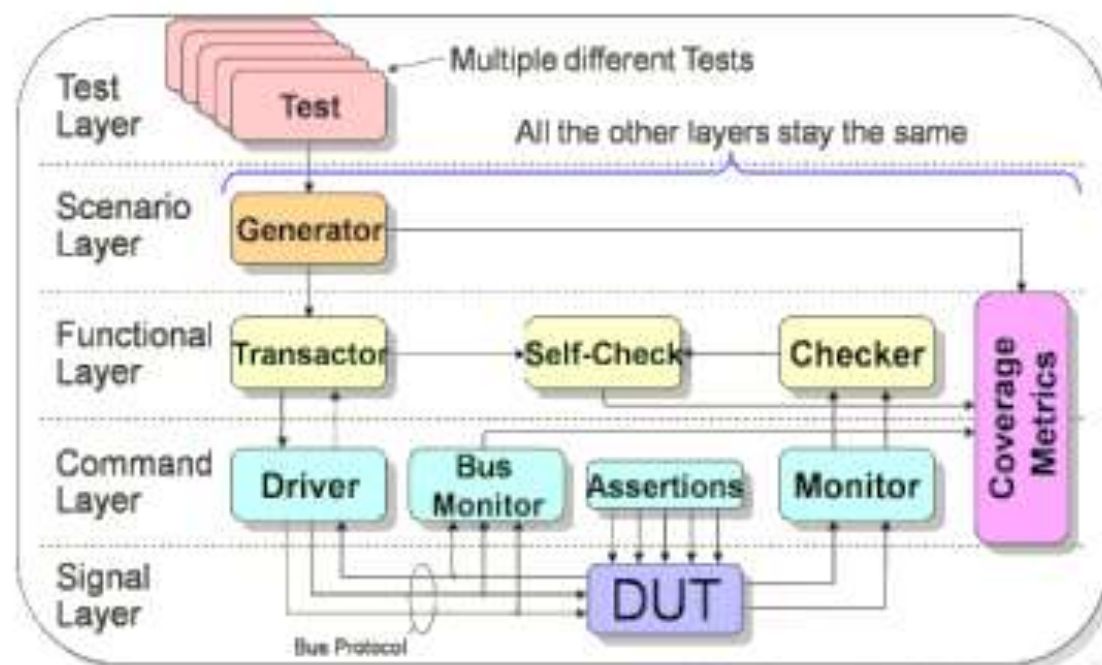 Test
Layer
Test
Multiple different Tests
All the other layers stay the same
Scenario
Layer
Generator
Functional
Layer
Transactor
Self-Check
Checker
Coverage
Metrics
Command
Layer
Driver
Bus
Monitor
Assertions
Monitor
Signal
Layer
DUT
Bus Protocol